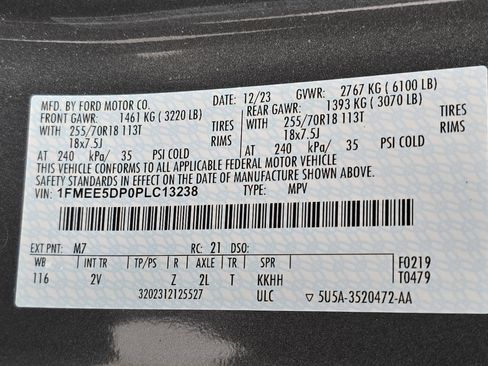 MFD. BY FORD MOTOR CO. DATE: 12/23 GVWR: 2767 KG ( 6100 LB)
FRONT GAWR: 1461 KG ( 3220 LB) REAR GAWR: 1393 KG ( 3070 LB)
WITH 255/70R18 113T TIRES WITH 255/70R18 113T TIRES
18x7.5J RIMS 18x7.5J RIMS
AT 240 kPa/ 35 PSI COLD AT 240 kPa/ 35 PSI COLD
THIS VEHICLE CONFORMS TO ALL APPLICABLE FEDERAL MOTOR VEHICLE
SAFETY STANDARDS IN EFFECT ON THE DATE OF MANUFACTURE SHOWN ABOVE.
VIN: 1FMEE5DP0PLC13238 TYPE: MPV
EXT PNT: M7 RC: 21 DSO:
WB INT TR TP/PS R AXLE TR SPR F0219
116 2V Z 2L T KKHH T0479
3202312125527 ULC ▽ 5U5A-3520472-AA